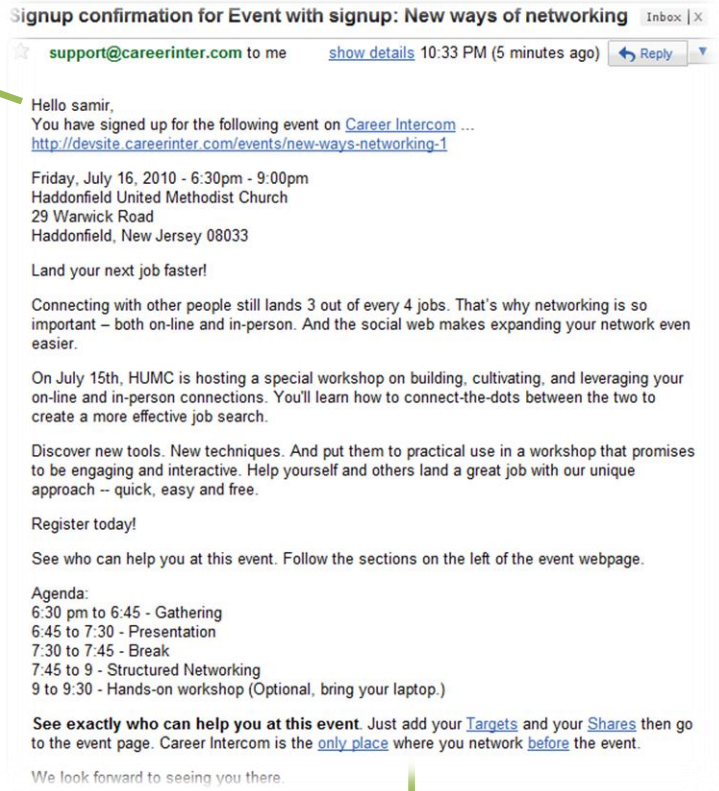 Signup confirmation for Event with signup: New ways of networking Inbox | X
support@careerinter.com to me show details 10:33 PM (5 minutes ago) Reply
Hello samir,
You have signed up for the following event on Career Intercom ...
http://devsite.careerinter.com/events/new-ways-networking-1
Friday, July 16, 2010 - 6:30pm - 9:00pm
Haddonfield United Methodist Church
29 Warwick Road
Haddonfield, New Jersey 08033
Land your next job faster!
Connecting with other people still lands 3 out of every 4 jobs. That's why networking is so
important – both on-line and in-person. And the social web makes expanding your network even
easier.
On July 15th, HUMC is hosting a special workshop on building, cultivating, and leveraging your
on-line and in-person connections. You'll learn how to connect-the-dots between the two to
create a more effective job search.
Discover new tools. New techniques. And put them to practical use in a workshop that promises
to be engaging and interactive. Help yourself and others land a great job with our unique
approach -- quick, easy and free.
Register today!
See who can help you at this event. Follow the sections on the left of the event webpage.
Agenda:
6:30 pm to 6:45 - Gathering
6:45 to 7:30 - Presentation
7:30 to 7:45 - Break
7:45 to 9 - Structured Networking
9 to 9:30 - Hands-on workshop (Optional, bring your laptop.)
See exactly who can help you at this event. Just add your Targets and your Shares then go
to the event page. Career Intercom is the only place where you network before the event.
We look forward to seeing you there.